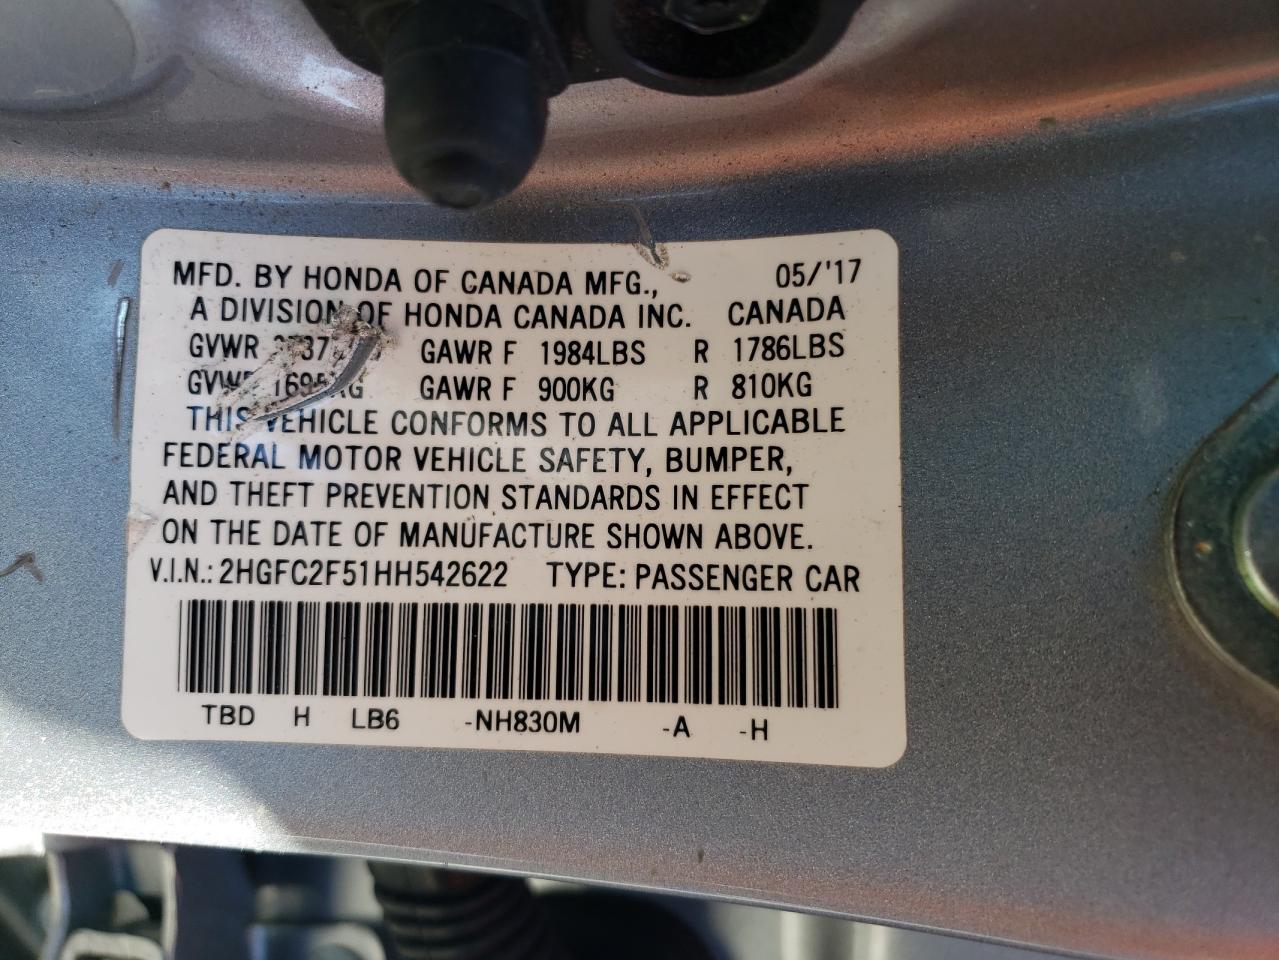 MFD. BY HONDA OF CANADA MFG., 05/'17
A DIVISION OF HONDA CANADA INC. CANADA
GVWR GAWR F 1984LBS R 1786LBS
GVWR GAWR F 900KG R 810KG
THIS VEHICLE CONFORMS TO ALL APPLICABLE
FEDERAL MOTOR VEHICLE SAFETY, BUMPER,
AND THEFT PREVENTION STANDARDS IN EFFECT
ON THE DATE OF MANUFACTURE SHOWN ABOVE.
V.I.N.: 2HGFC2F51HH542622 TYPE: PASSENGER CAR
TBD H LB6 -NH830M -A -H